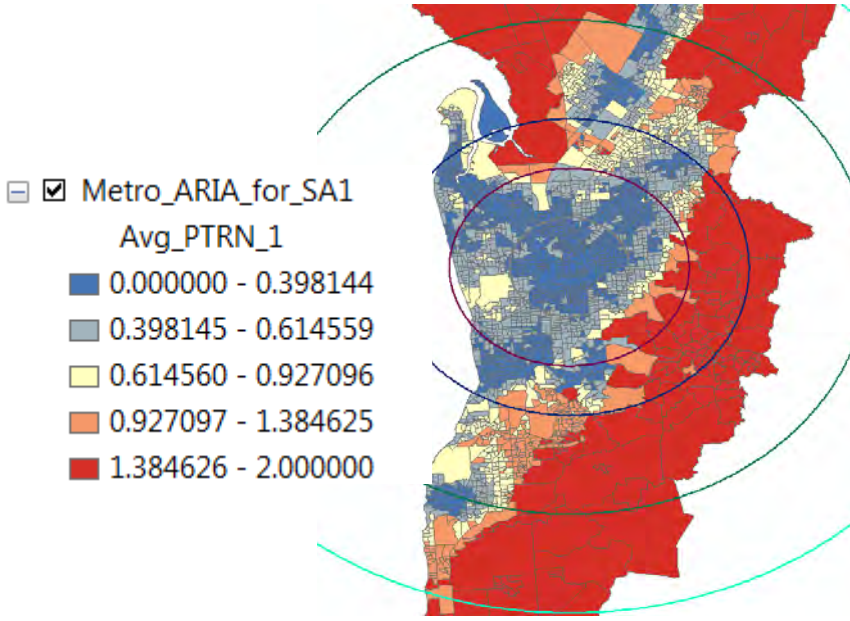 Metro_ARIA_for_SA1
Avg_PTRN_1
0.000000 - 0.398144
0.398145 - 0.614559
0.614560 - 0.927096
0.927097 - 1.384625
1.384626 - 2.000000